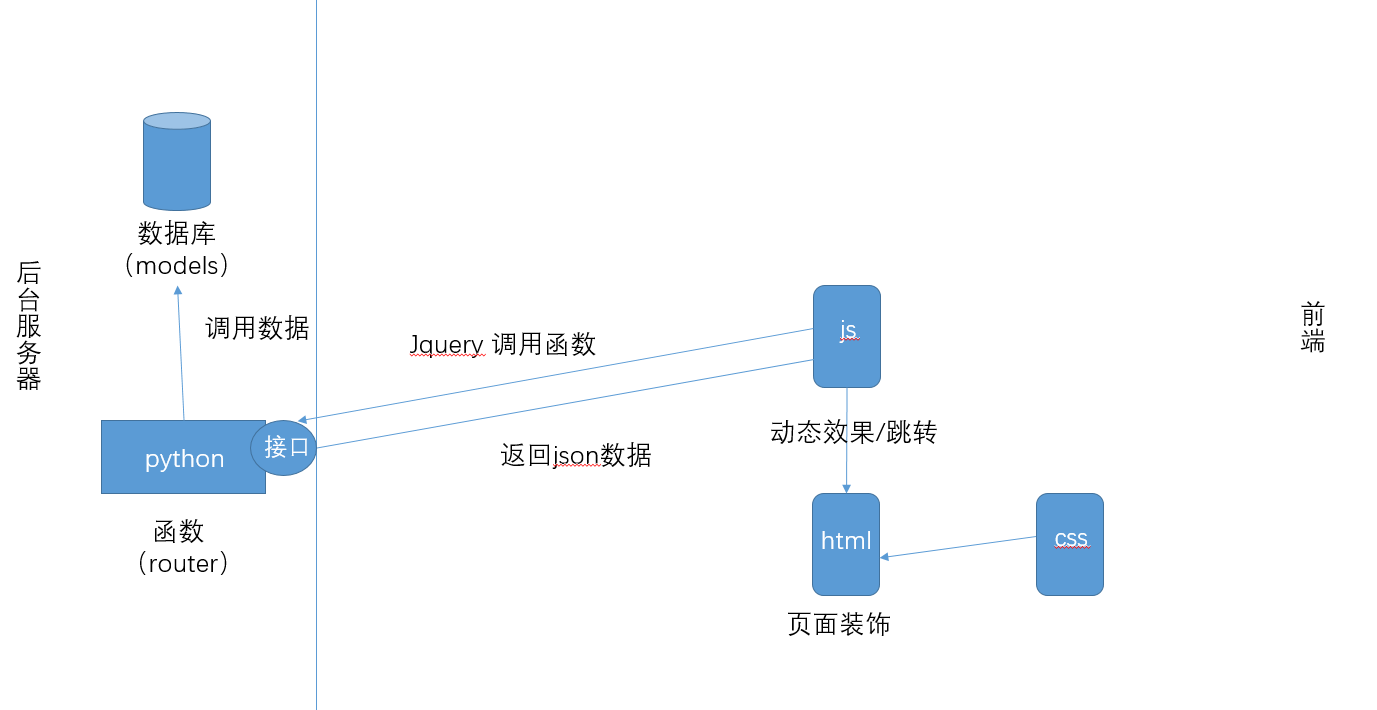 数据库
（models）
后台服务器
调用数据
Jquery 调用函数
js
前端
动态效果/跳转
接口
python
返回json数据
函数
（router）
html
css
页面装饰